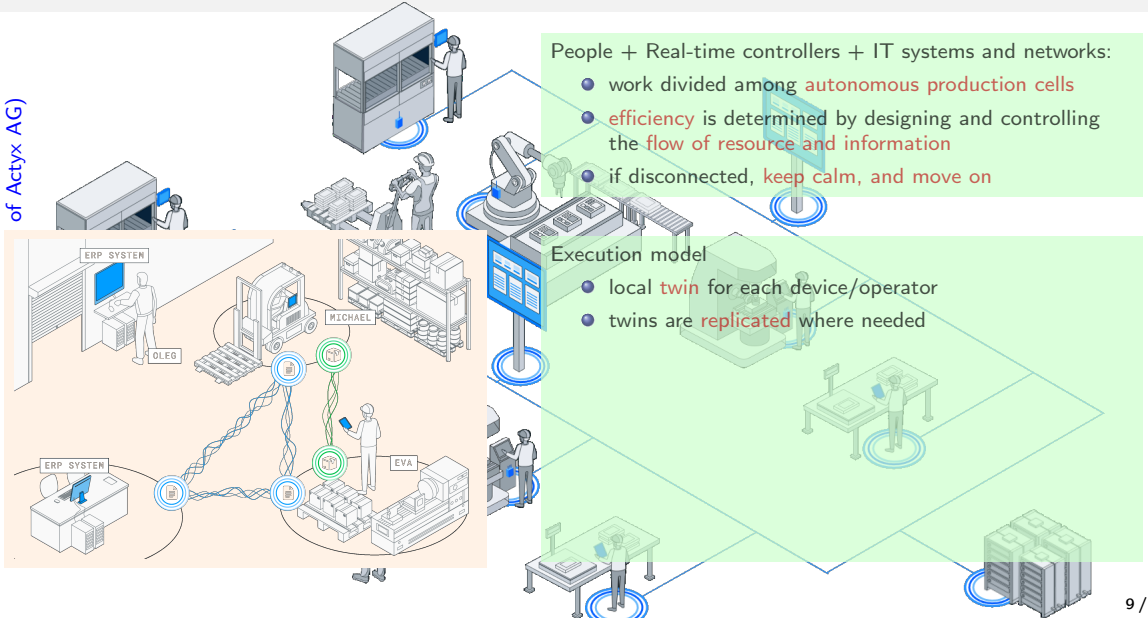 of Actyx AG)
People + Real-time controllers + IT systems and networks:
work divided among autonomous production cells
efficiency is determined by designing and controlling
the flow of resource and information
if disconnected, keep calm, and move on
Execution model
local twin for each device/operator
twins are replicated where needed
ERP SYSTEM
MICHAEL
OLEG
ERP SYSTEM
EVA
9 /